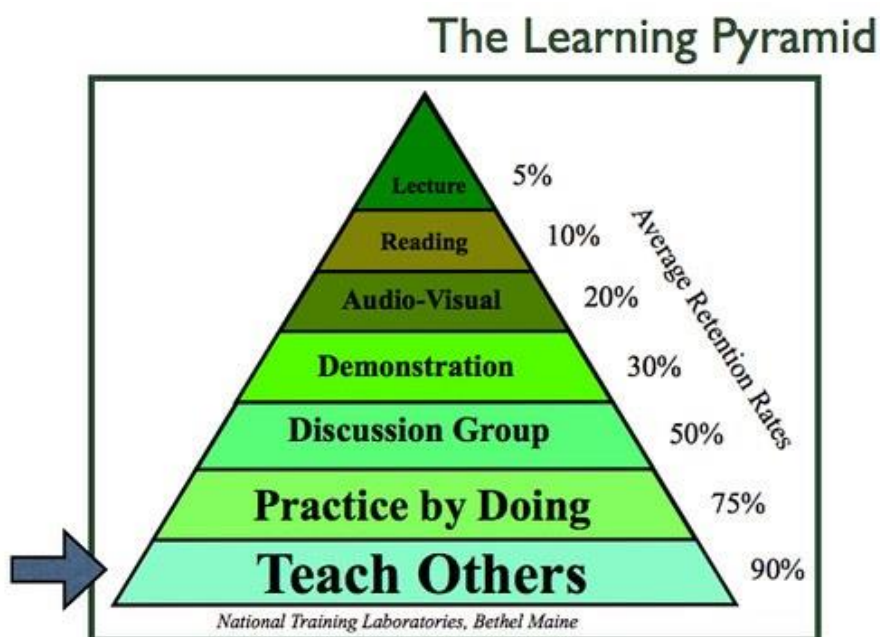 The Learning Pyramid
Lecture
5%
Reading
10%
Audio-Visual
20%
Demonstration
30%
Discussion Group
50%
Practice by Doing
75%
Teach Others
90%
Average Retention Rates
National Training Laboratories, Bethel Maine